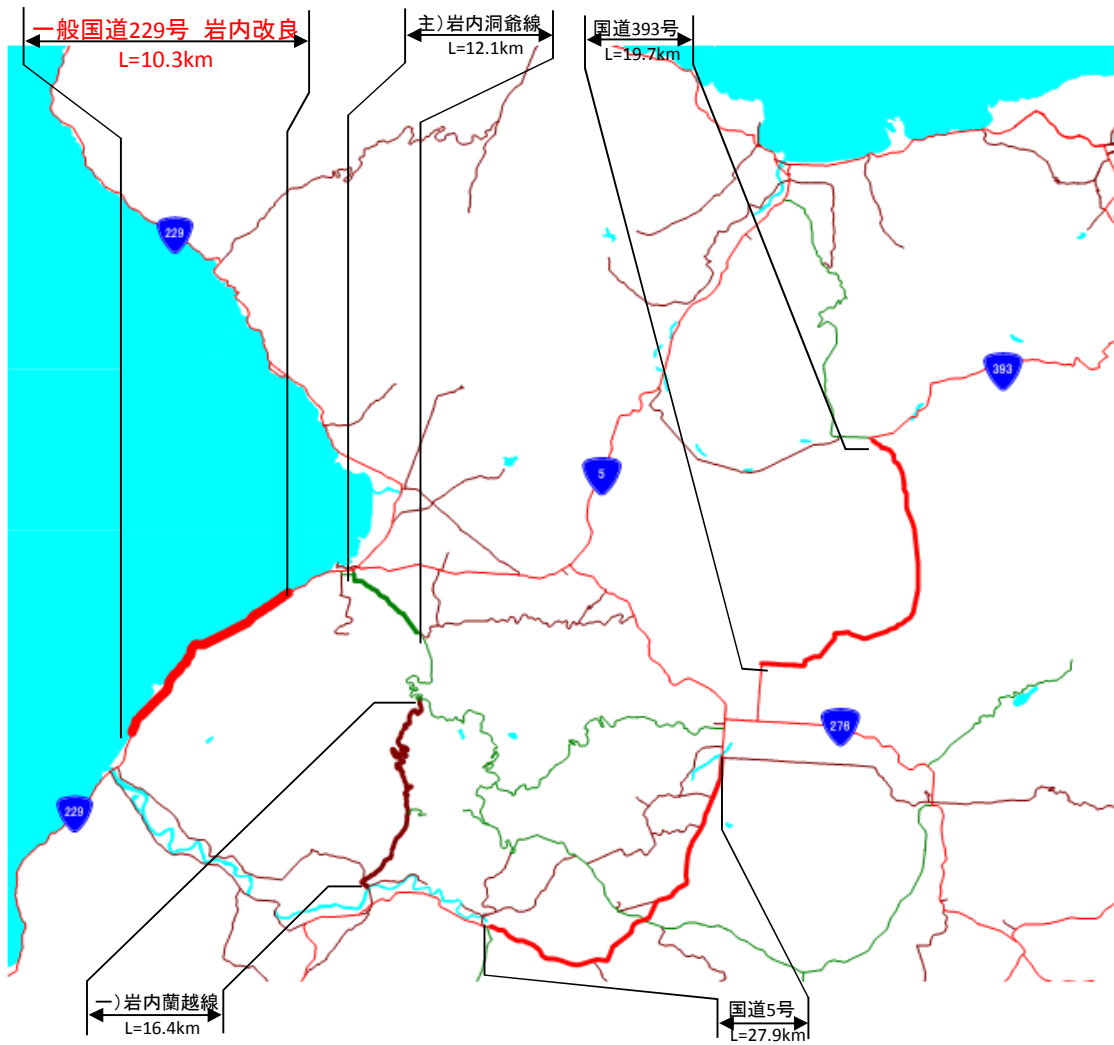 一般国道229号 岩内改良
L=10.3km
主）岩内洞爺線
L=12.1km
国道393号
L=19.7km
229
393
5
276
229
一）岩内蘭越線
L=16.4km
国道5号
L=27.9km